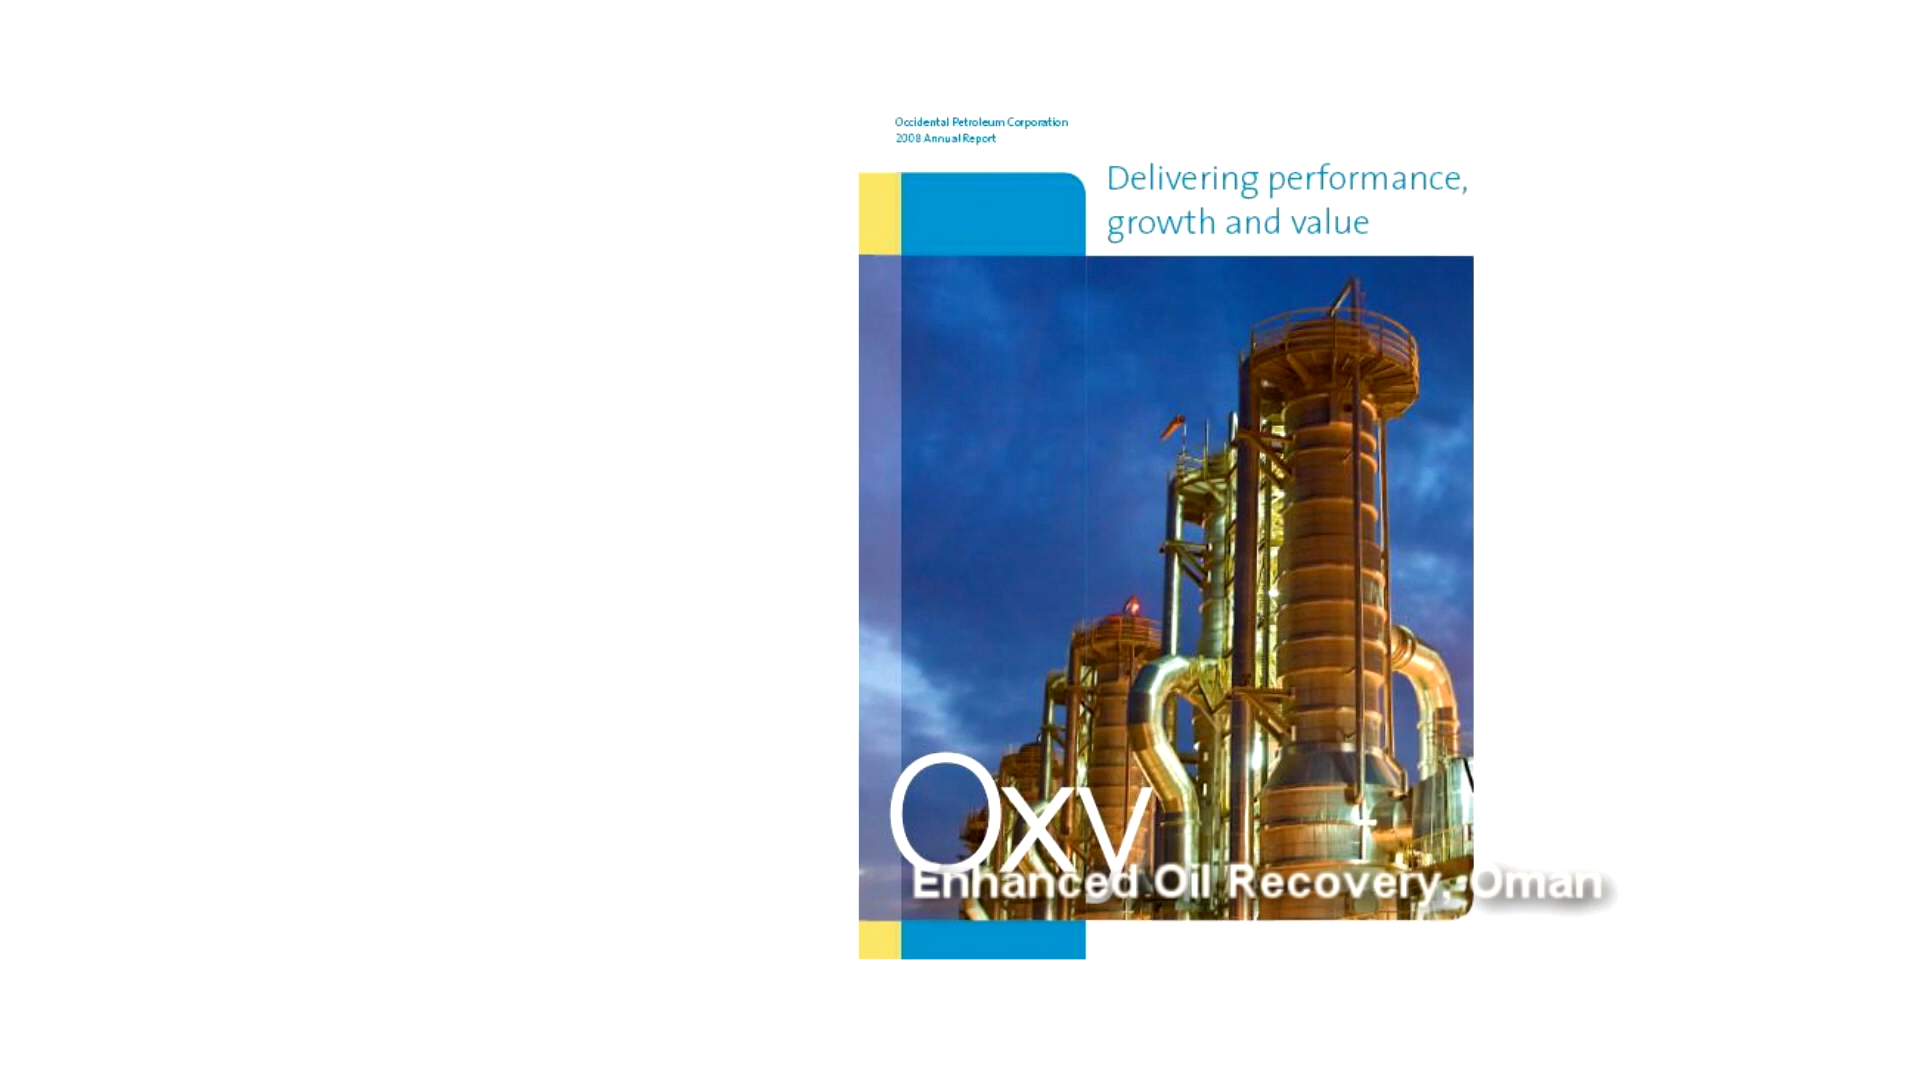 Occidental Petroleum Corporation
2008 Annual Report
Delivering performance,
growth and value
Oxy
Enhanced Oil Recovery, Oman